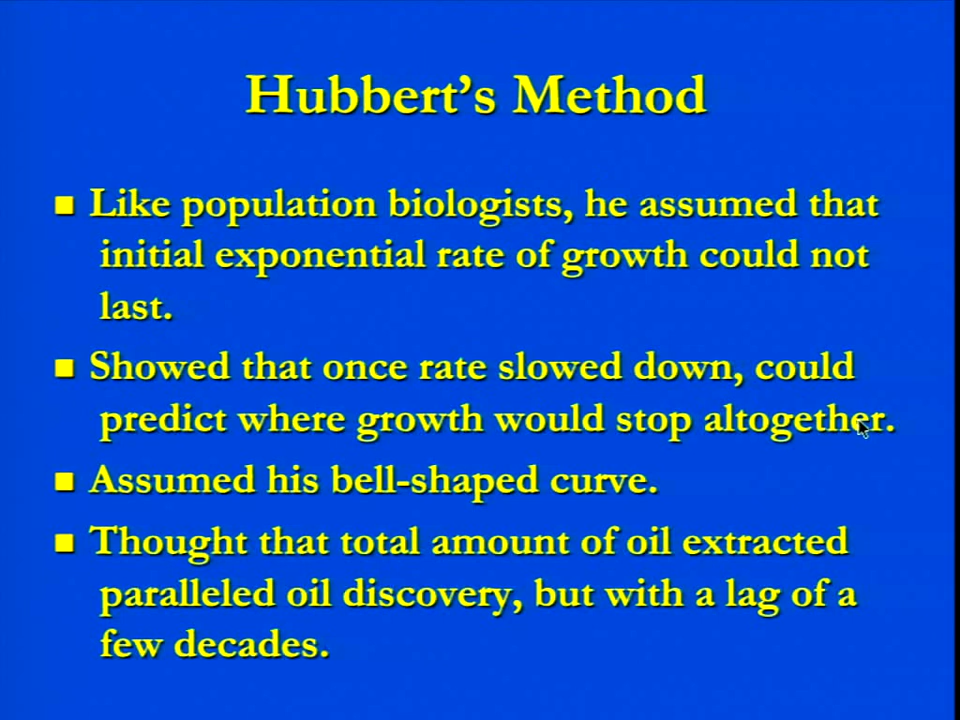 Hubbert's Method
■ Like population biologists, he assumed that
initial exponential rate of growth could not
last.
■ Showed that once rate slowed down, could
predict where growth would stop altogether.
■ Assumed his bell-shaped curve.
■ Thought that total amount of oil extracted
paralleled oil discovery, but with a lag of a
few decades.